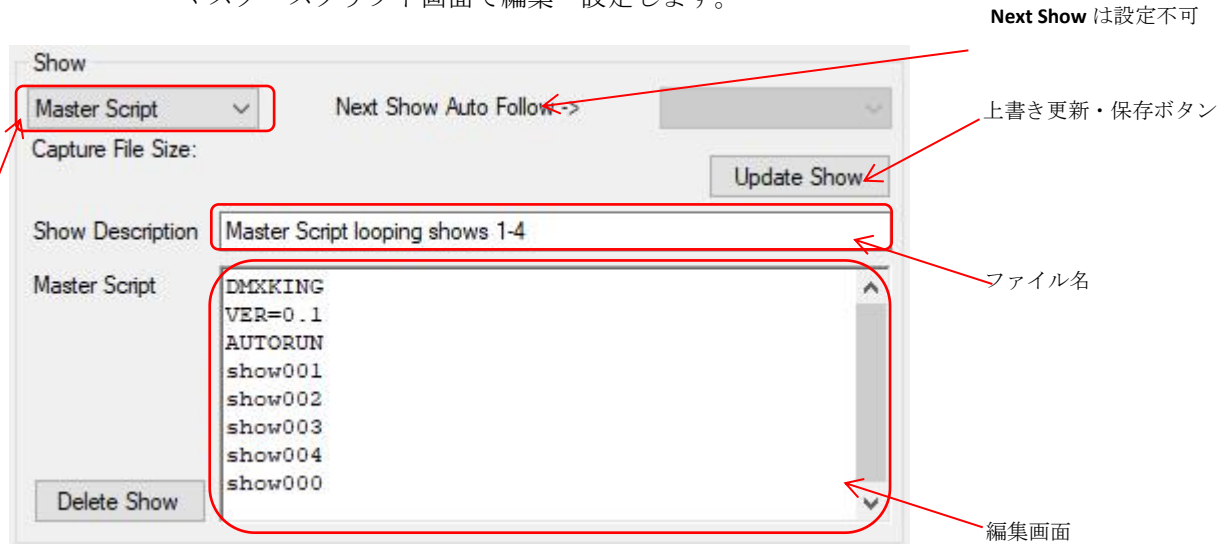 マスタースクリプト画面で編集・設定します。
Next Show は設定不可
Show
Master Script
Next Show Auto Follow ->
上書き更新・保存ボタン
Capture File Size:
Update Show
Show Description
Master Script looping shows 1-4
ファイル名
Master Script
DMXKING
VER=0.1
AUTORUN
show001
show002
show003
show004
show000
Delete Show
編集画面